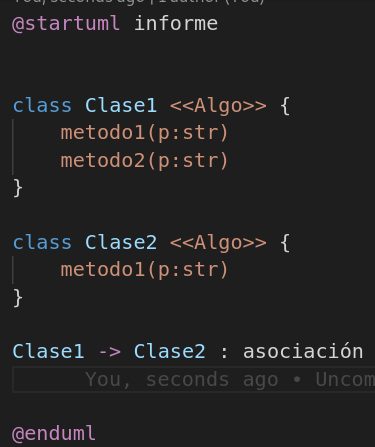 You, seconds ago | 1 author (You)
@startuml informe
class Clase1 <<Algo>> {
metodo1(p:str)
metodo2(p:str)
}
class Clase2 <<Algo>> {
metodo1(p:str)
}
Clase1 -> Clase2 : asociación
You, seconds ago • Uncom
@enduml